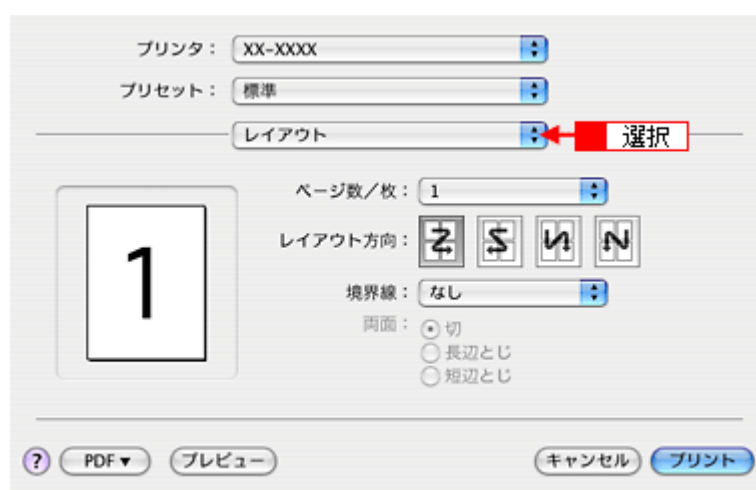 プリンタ： XX-XXXX
プリセット： 標準
レイアウト 選択
ページ数／枚： 1
レイアウト方向：
1
境界線： なし
両面： 切
長辺とじ
短辺とじ
? PDF▼ プレビュー キャンセル プリント